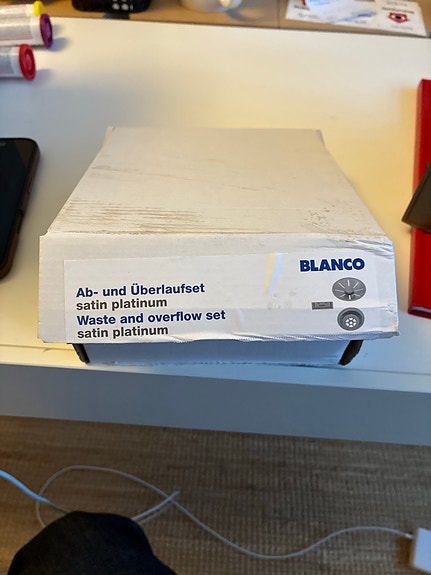 BLANCO
Ab- und Überlaufset
satin platinum
Waste and overflow set
satin platinum